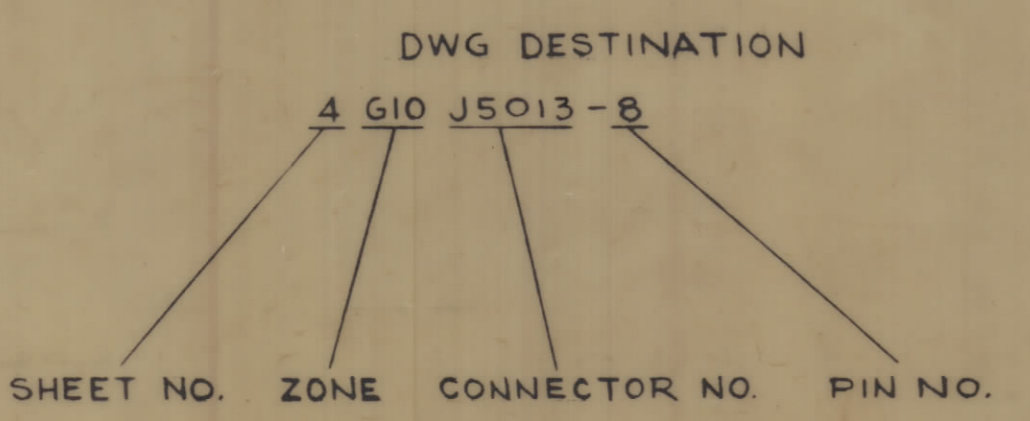 DWG DESTINATION
4 G10 J5013-8
SHEET NO. ZONE CONNECTOR NO. PIN NO.